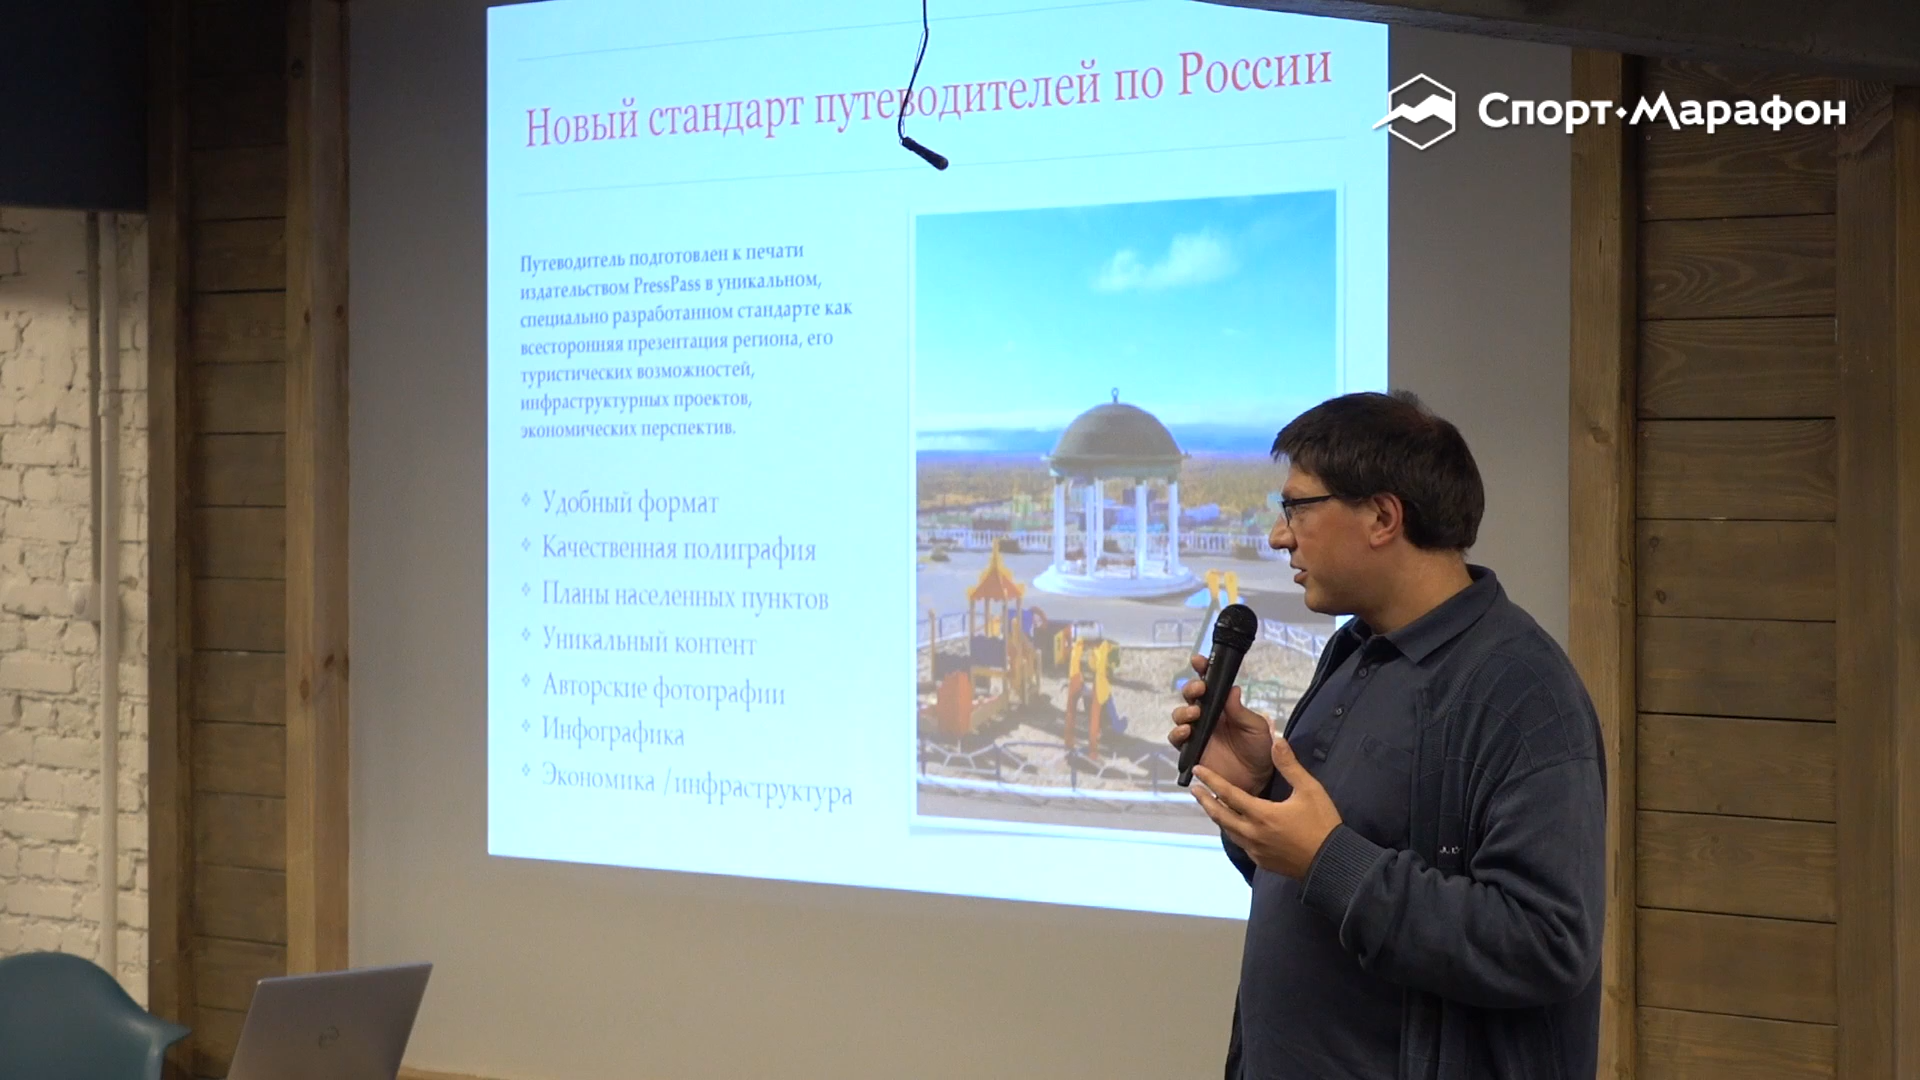 Новый стандарт путеводителей по России
Спорт-Марафон
Путеводитель подготовлен к печати
издательством PressPass в уникальном,
специально разработанном стандарте как
всесторонняя презентация региона, его
туристических возможностей,
инфраструктурных проектов,
экономических перспектив.
Удобный формат
Качественная полиграфия
Планы населенных пунктов
Уникальный контент
Авторские фотографии
Инфографика
Экономика /инфраструктура